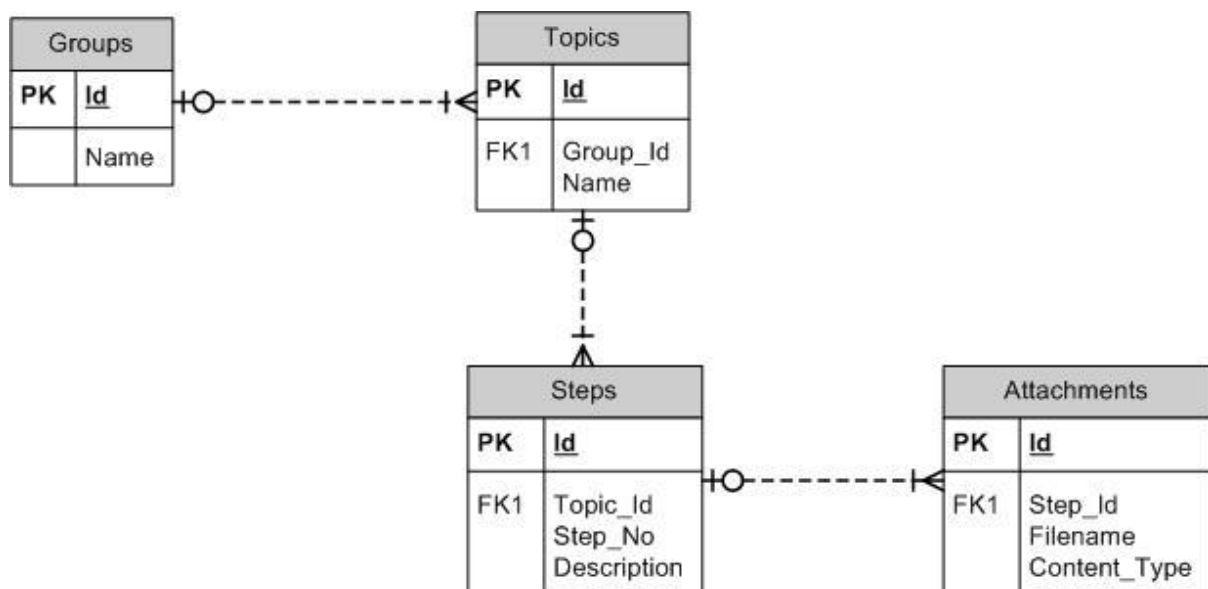 Groups
PK Id
Name
Topics
PK Id
FK1 Group_Id
Name
Steps
PK Id
FK1 Topic_Id
Step_No
Description
Attachments
PK Id
FK1 Step_Id
Filename
Content_Type